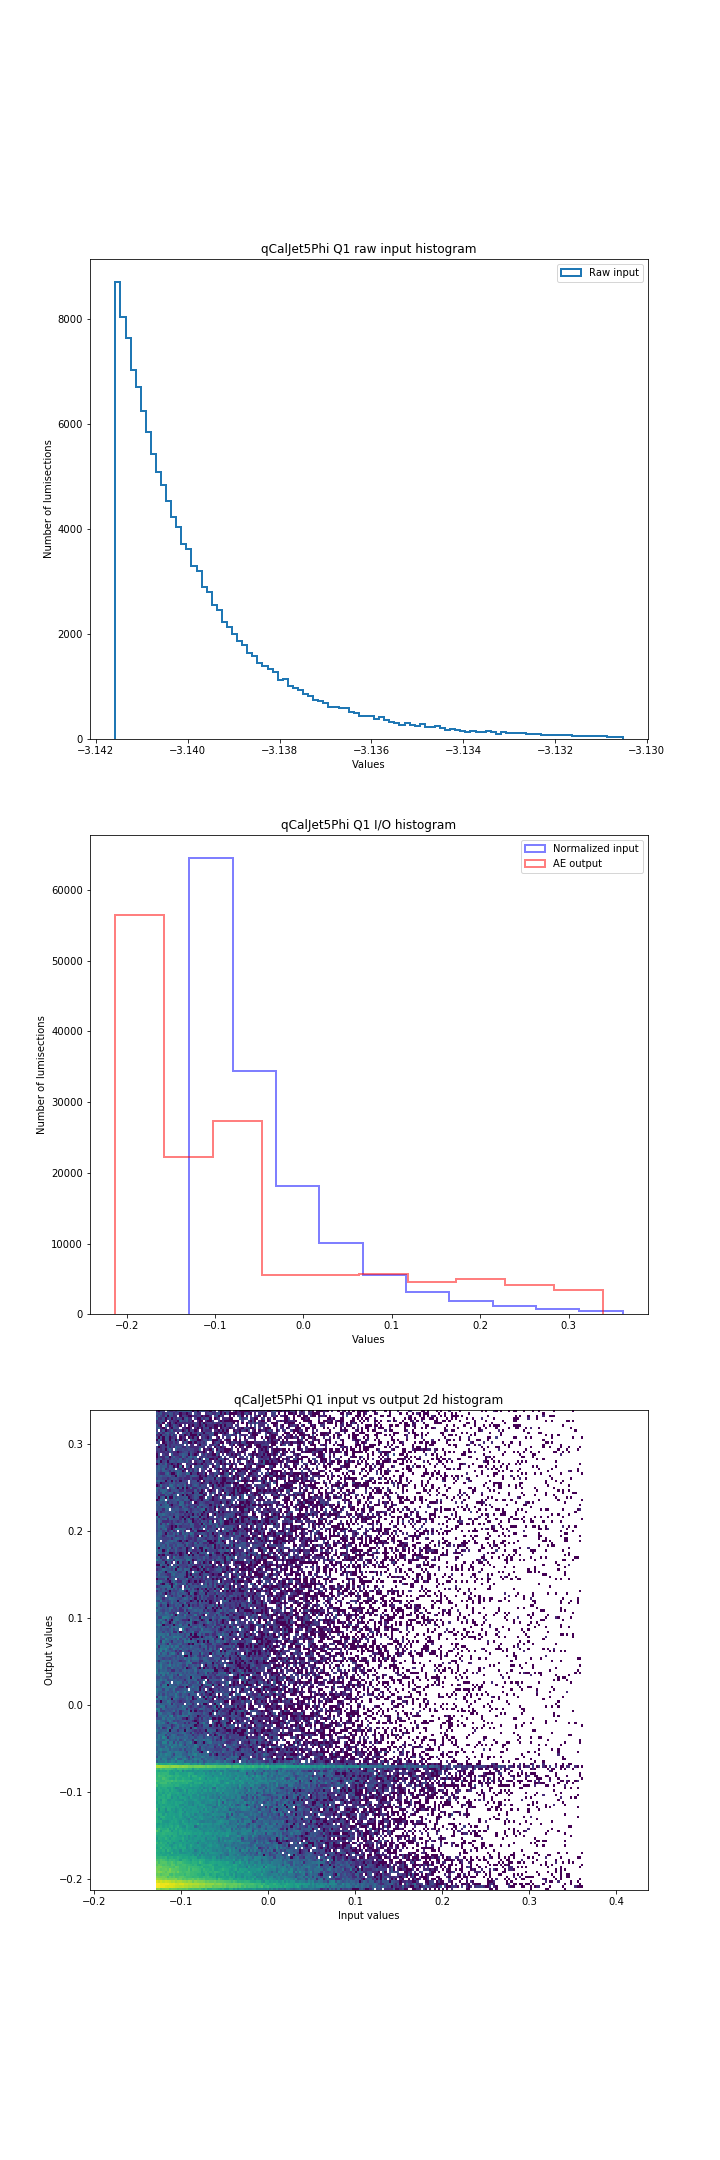 qCalJet5Phi Q1 raw input histogram
Raw input
8000
6000
4000
2000
0
Number of lumisections
−3.142 −3.140 −3.138 −3.136 −3.134 −3.132 −3.130
Values
qCalJet5Phi Q1 I/O histogram
Normalized input
AE output
60000
50000
40000
30000
20000
10000
0
Number of lumisections
−0.2 −0.1 0.0 0.1 0.2 0.3
Values
qCalJet5Phi Q1 input vs output 2d histogram
0.3
0.2
0.1
0.0
−0.1
−0.2
Output values
−0.2 −0.1 0.0 0.1 0.2 0.3 0.4
Input values